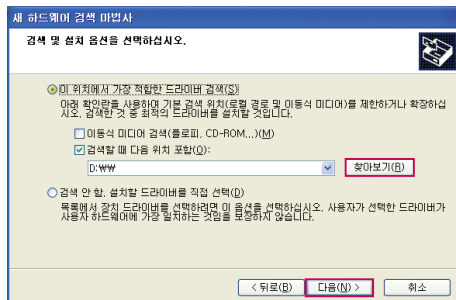 새 하드웨어 검색 마법사
검색 및 설치 옵션을 선택하십시오.
이 위치에서 가장 적합한 드라이버 검색(S)
아래 확인란을 사용하여 기본 검색 위치(로컬 경로 및 이동식 미디어)를 제한하거나 확장하십
시오. 검색한 것 중 최적의 드라이버를 설치할 것입니다.
이동식 미디어 검색(플로피, CD-ROM...)(M)
검색할 때 다음 위치 포함(O):
D:₩₩
찾아보기(R)
검색 안 함. 설치할 드라이버를 직접 선택(D)
목록에서 장치 드라이버를 선택하려면 이 옵션을 선택하십시오. 사용자가 선택한 드라이버가
사용자 하드웨어에 가장 일치하는 것임을 보장하지 않습니다.
< 뒤로(B) 다음(N) > 취소